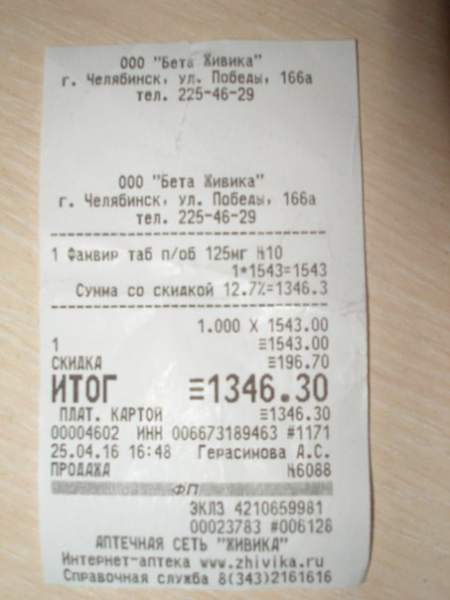 ООО "Бета Живика"
г. Челябинск, ул. Победы, 166а
тел. 225-46-29
ООО "Бета Живика"
г. Челябинск, ул. Победы, 166а
тел. 225-46-29
1 Фамвир таб п/об 125мг N10
1*1543=1543
Сумма со скидкой 12.7%=1346.3
1.000 X 1543.00
1 ≡1543.00
СКИДКА ≡196.70
ИТОГ ≡1346.30
ПЛАТ. КАРТОЙ ≡1346.30
00004602 ИНН 006673189463 #1171
25.04.16 16:48 Герасимова А.С.
ПРОДАЖА №6088
ФП
ЭКЛЗ 4210659981
00023783 #006128
АПТЕЧНАЯ СЕТЬ "ЖИВИКА"
Интернет-аптека www.zhivika.ru
Справочная служба 8(343)2161616